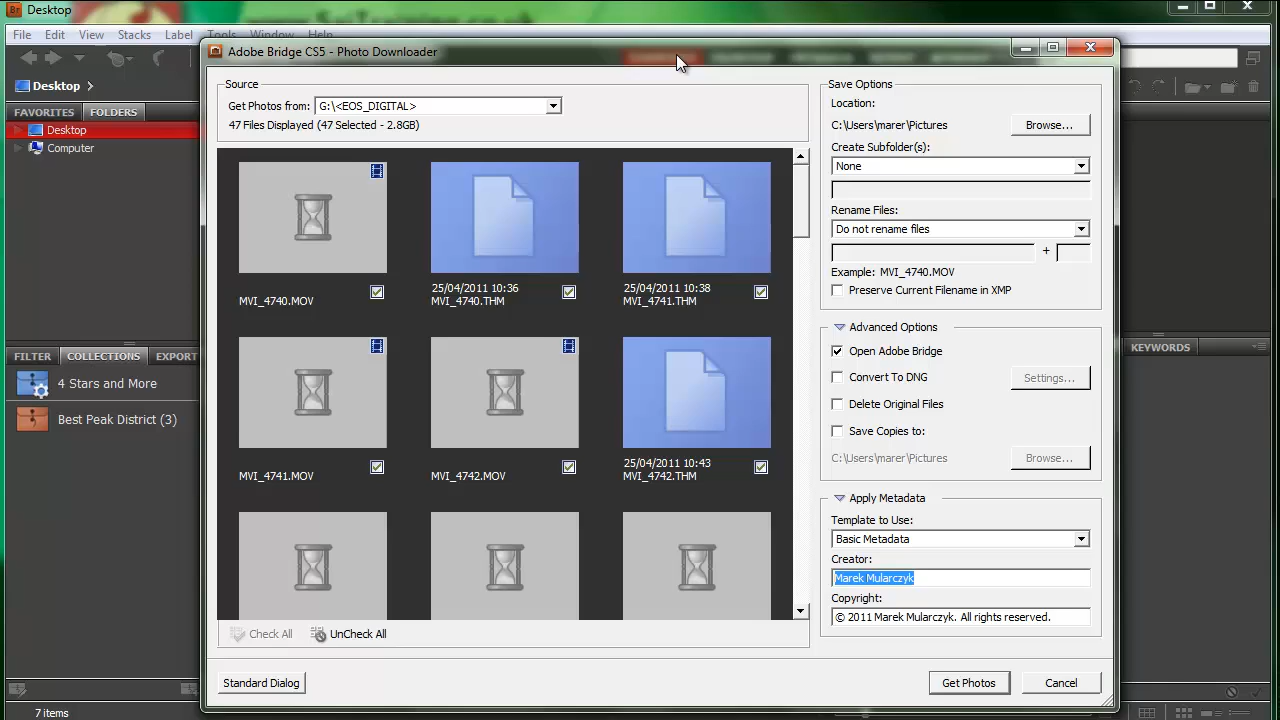 Br Desktop
File Edit View Stacks Label Tools Window Help
Desktop
FAVORITES FOLDERS
Desktop
Computer
FILTER COLLECTIONS EXPORT
4 Stars and More
Best Peak District (3)
7 items
KEYWORDS
Adobe Bridge CS5 - Photo Downloader
Source
Get Photos from: G:\<EOS_DIGITAL>
47 Files Displayed (47 Selected - 2.8GB)
MVI_4740.MOV
25/04/2011 10:36
MVI_4740.THM
25/04/2011 10:38
MVI_4741.THM
MVI_4741.MOV
MVI_4742.MOV
25/04/2011 10:43
MVI_4742.THM
Check All UnCheck All
Standard Dialog
Save Options
Location:
C:\Users\marer\Pictures Browse...
Create Subfolder(s):
None
Rename Files:
Do not rename files
+
Example: MVI_4740.MOV
Preserve Current Filename in XMP
Advanced Options
Open Adobe Bridge
Convert To DNG Settings...
Delete Original Files
Save Copies to:
C:\Users\marer\Pictures Browse...
Apply Metadata
Template to Use:
Basic Metadata
Creator:
Marek Mularczyk
Copyright:
© 2011 Marek Mularczyk. All rights reserved.
Get Photos Cancel